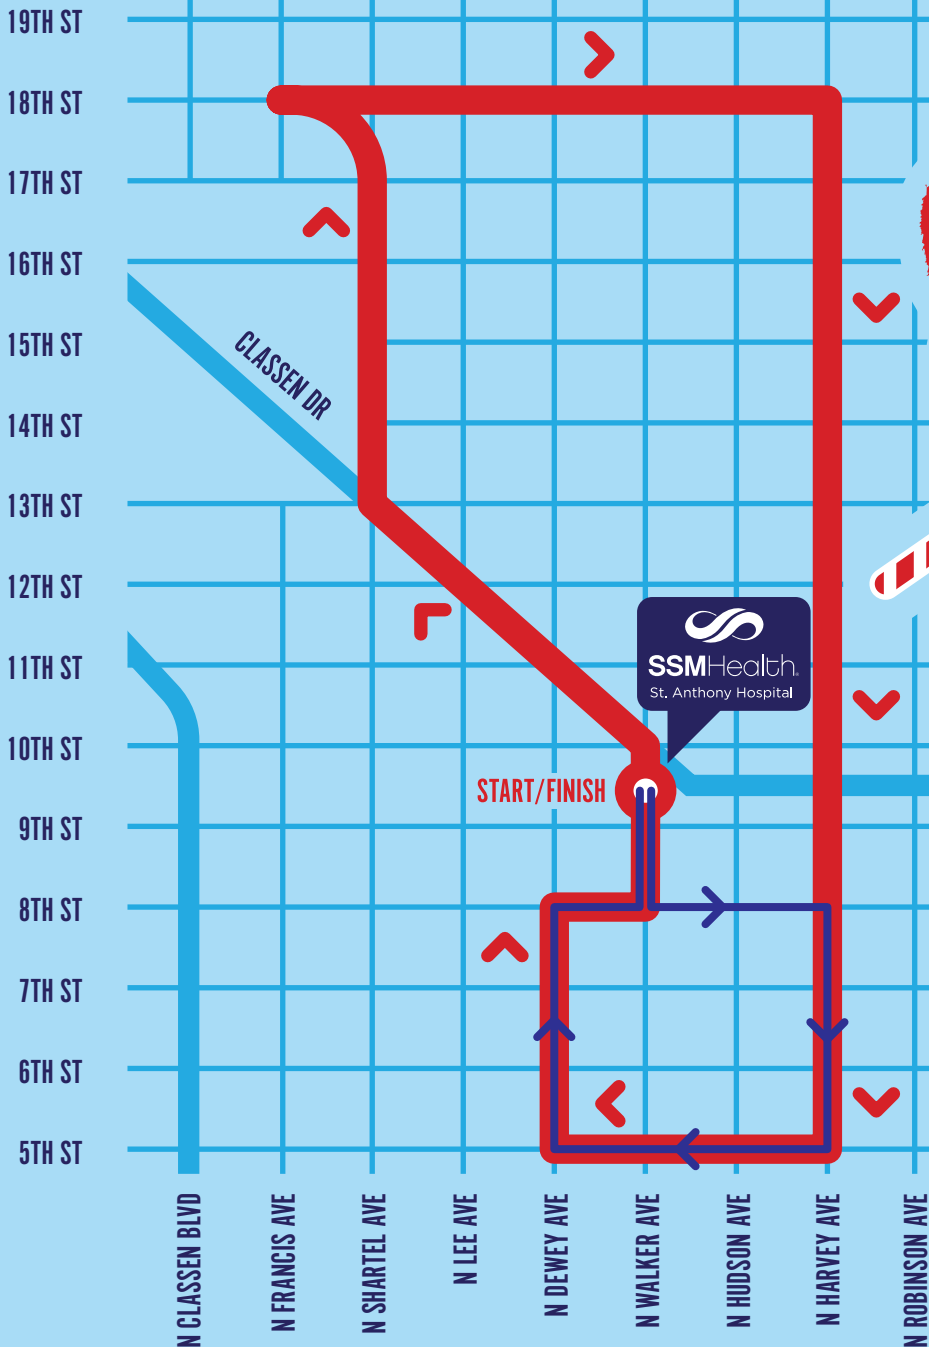 19TH ST
18TH ST
17TH ST
16TH ST
15TH ST
CLASSEN DR
14TH ST
13TH ST
12TH ST
11TH ST
SSMHealth.
St. Anthony Hospital
10TH ST
START/FINISH
9TH ST
8TH ST
7TH ST
6TH ST
5TH ST
N CLASSEN BLVD
N FRANCIS AVE
N SHARTEL AVE
N LEE AVE
N DEWEY AVE
N WALKER AVE
N HUDSON AVE
N HARVEY AVE
N ROBINSON AVE